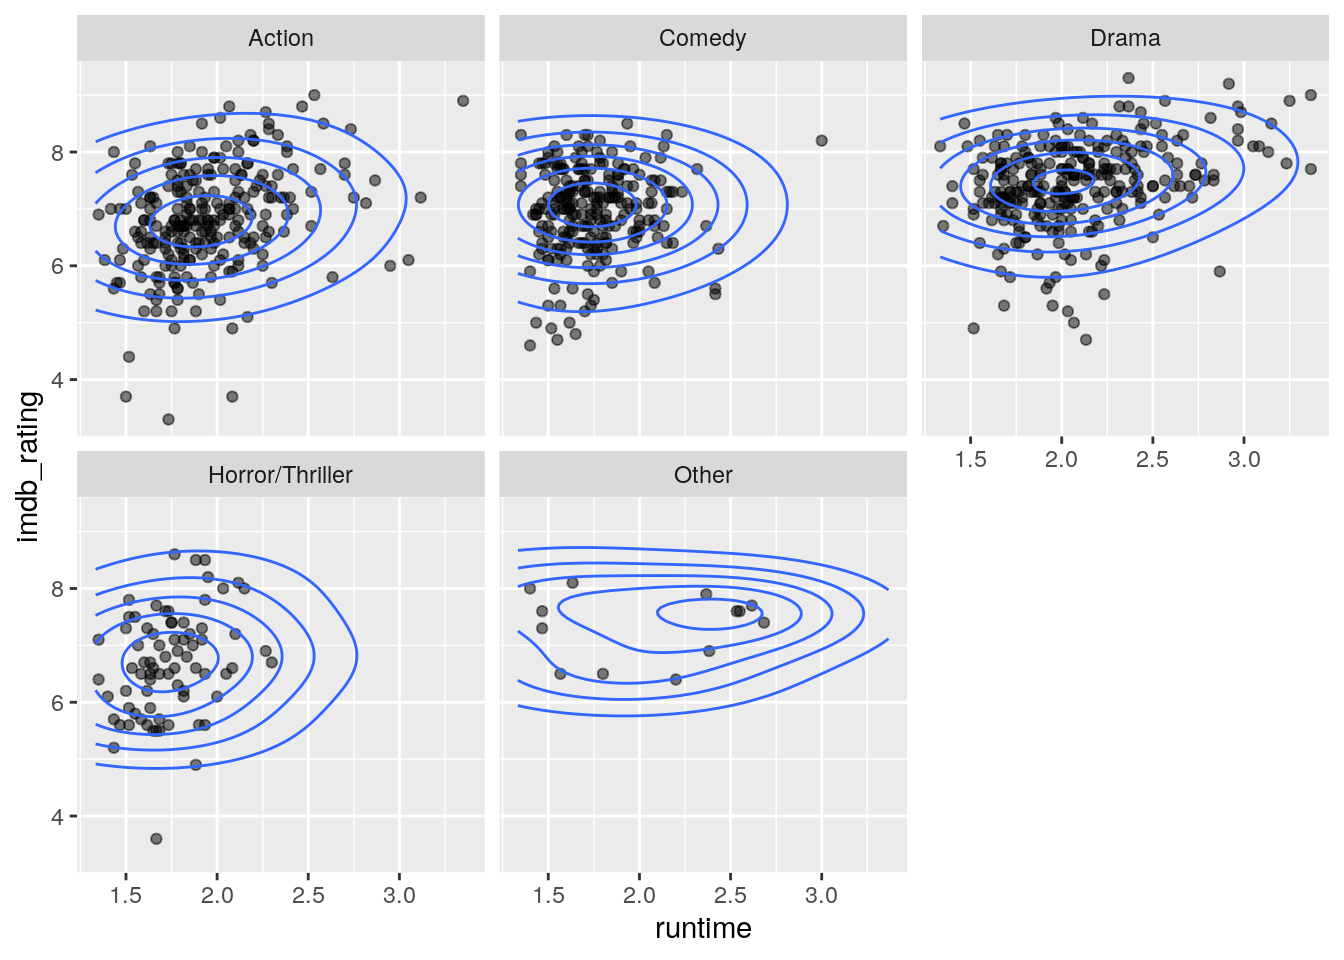 Action
Comedy
Drama
8
6
4
1.5 2.0 2.5 3.0
imdb_rating
Horror/Thriller
Other
8
6
4
1.5 2.0 2.5 3.0
1.5 2.0 2.5 3.0
runtime